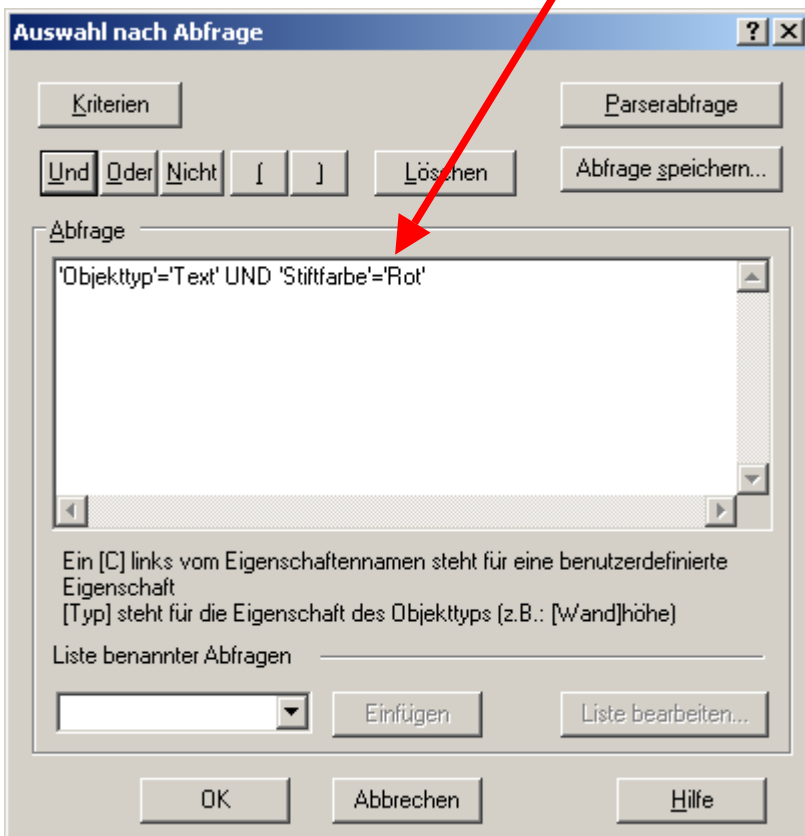 Auswahl nach Abfrage
Kriterien
Parserabfrage
Und Oder Nicht ( ) Löschen
Abfrage speichern...
Abfrage
'Objekttyp'='Text' UND 'Stiftfarbe'='Rot'
Ein [C] links vom Eigenschaftennamen steht für eine benutzerdefinierte
Eigenschaft
[Typ] steht für die Eigenschaft des Objekttyps (z.B.: [Wand]höhe)
Liste benannter Abfragen
Einfügen
Liste bearbeiten...
OK
Abbrechen
Hilfe